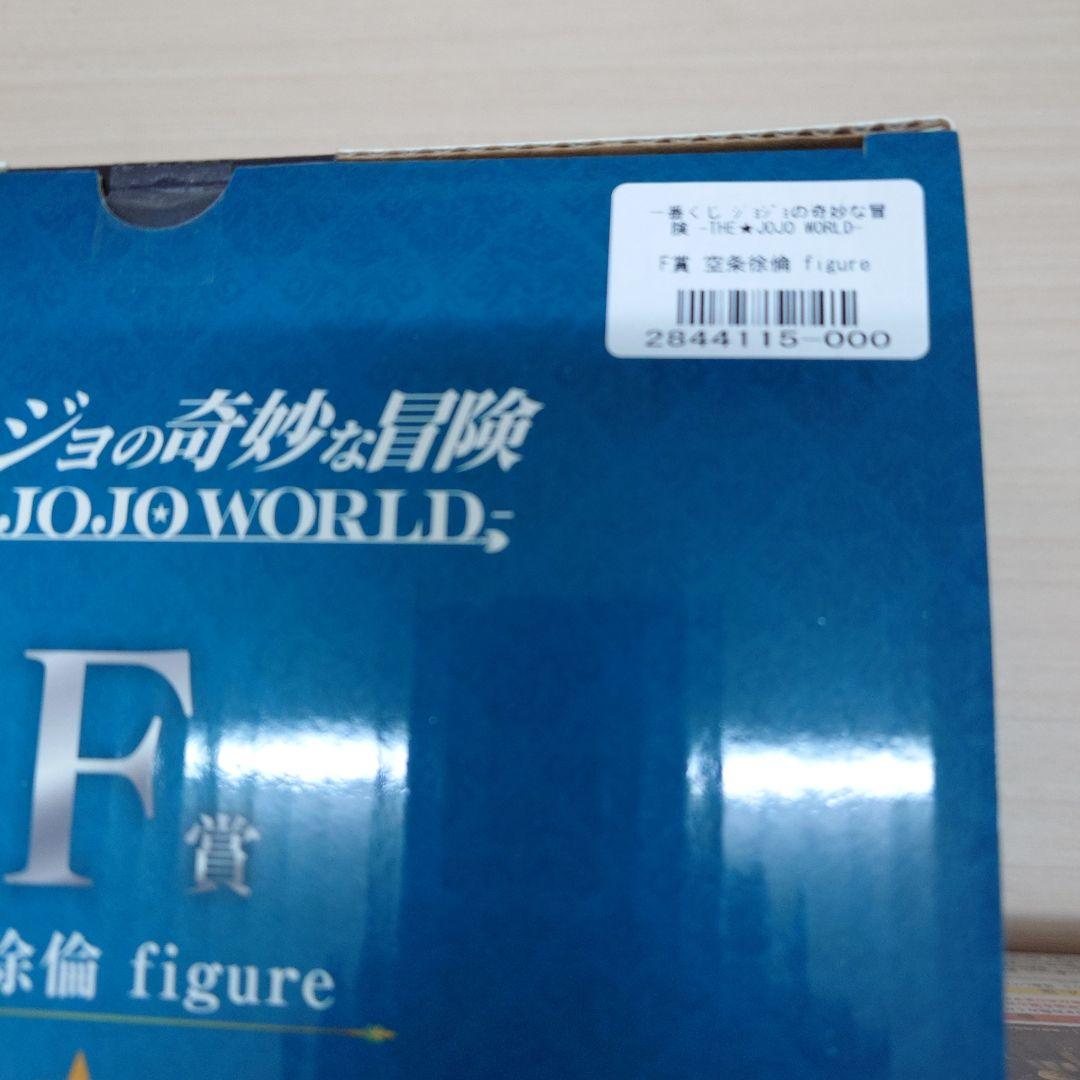 一番くじ ジョジョの奇妙な冒
険 -THE★JOJO WORLD-
F賞 空条徐倫 figure
2844115-000
ジョの奇妙な冒険
JOJO WORLD-
F賞
徐倫 figure